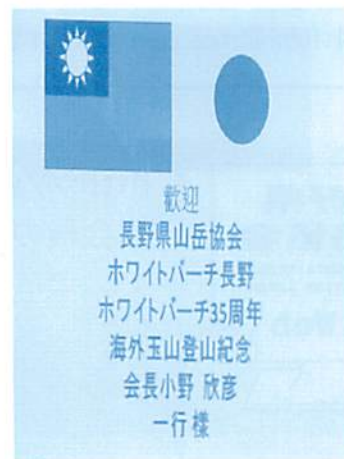 歓迎
長野県山岳協会
ホワイトバーチ長野
ホワイトバーチ35周年
海外玉山登山紀念
会長小野 欣彦
一行 様